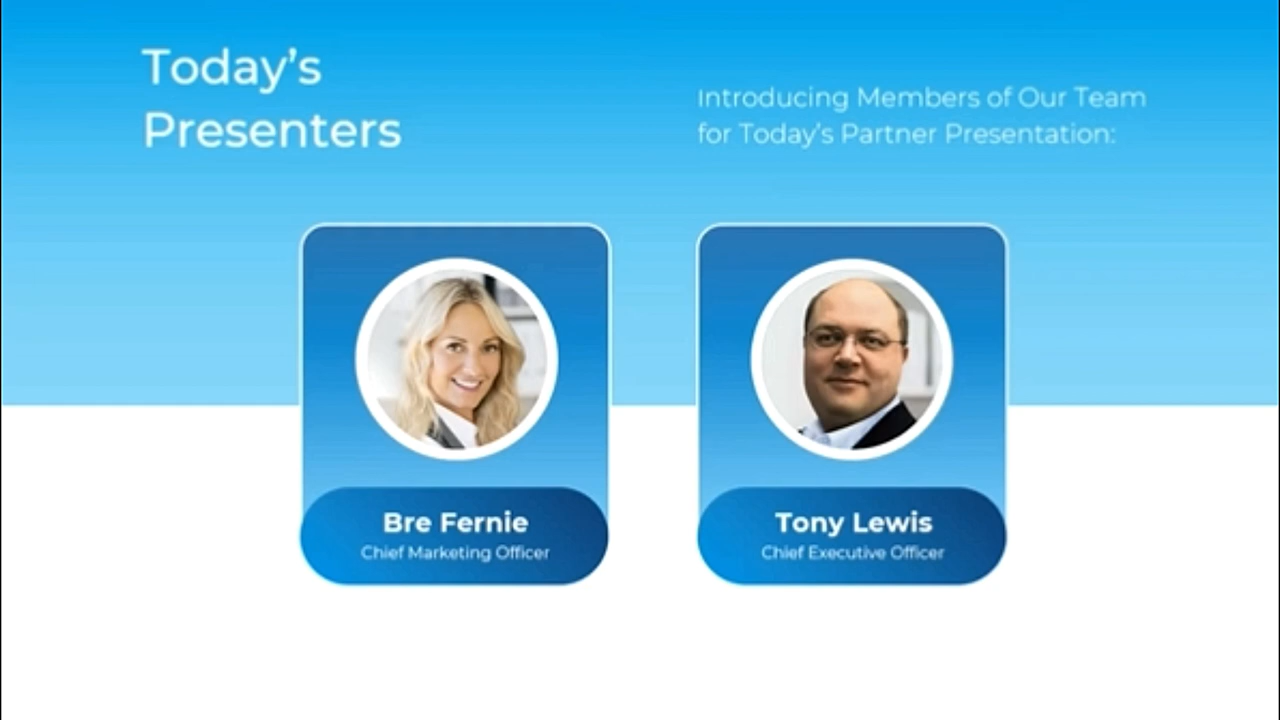 Today’s
Presenters
Introducing Members of Our Team
for Today’s Partner Presentation:
Bre Fernie
Chief Marketing Officer
Tony Lewis
Chief Executive Officer